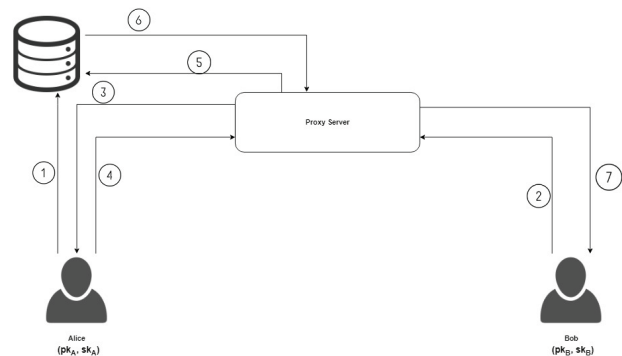 6
5
3
Proxy Server
1
4
2
7
Alice
(pkA, skA)
Bob
(pkB, skB)